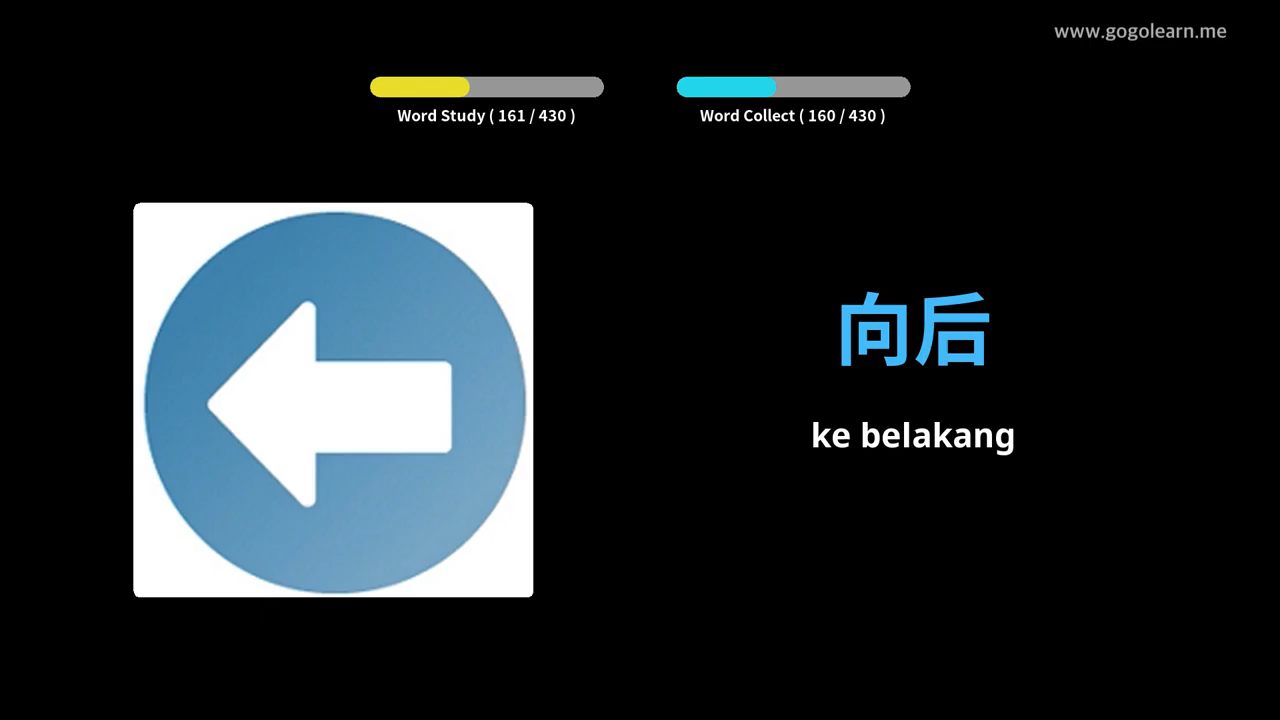 www.gogolearn.me
Word Study ( 161 / 430 )
Word Collect ( 160 / 430 )
向后
ke belakang